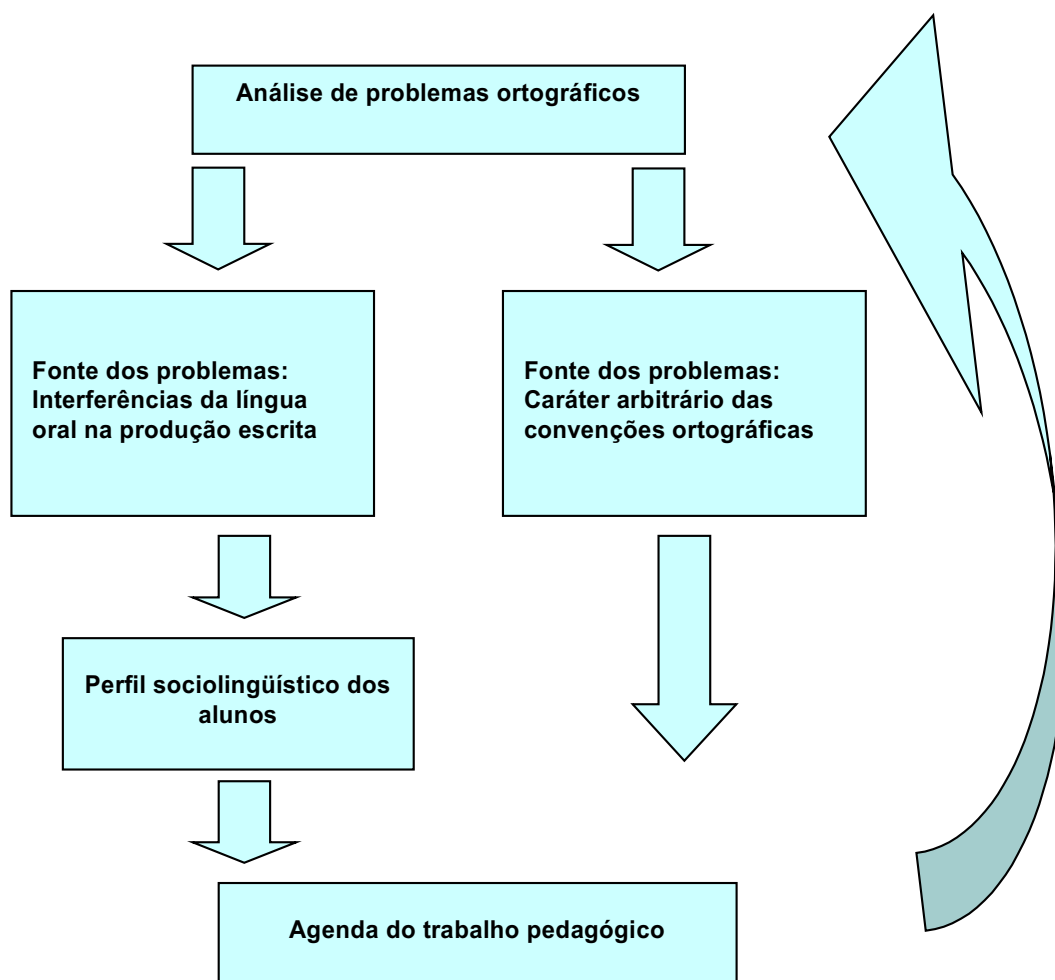 Análise de problemas ortográficos
Fonte dos problemas:
Interferências da língua
oral na produção escrita
Fonte dos problemas:
Caráter arbitrário das
convenções ortográficas
Perfil sociolingüístico dos
alunos
Agenda do trabalho pedagógico